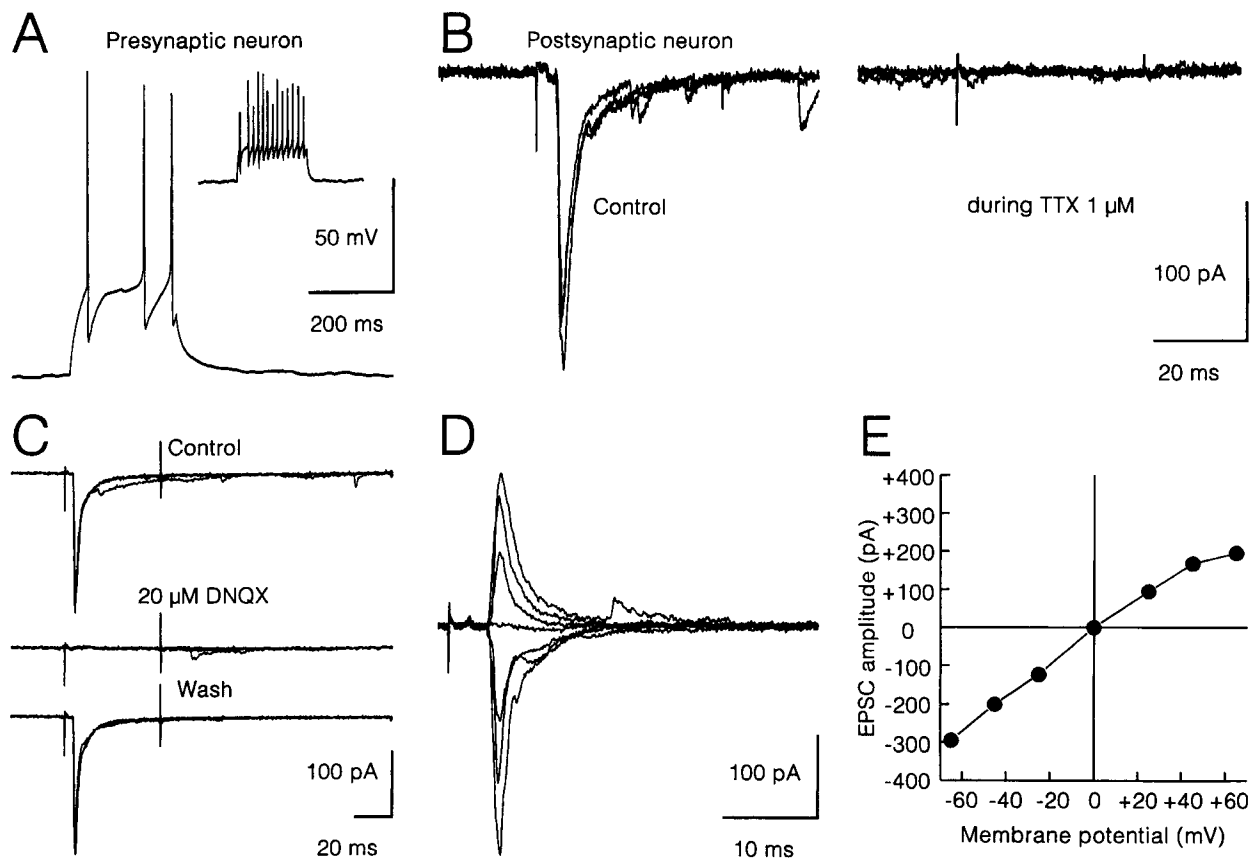 A
Presynaptic neuron
50 mV
200 ms
B
Postsynaptic neuron
Control
during TTX 1 µM
100 pA
20 ms
C
Control
20 µM DNQX
Wash
100 pA
20 ms
D
100 pA
10 ms
E
EPSC amplitude (pA)
+400
+300
+200
+100
0
-100
-200
-300
-400
-60 -40 -20 0 +20 +40 +60
Membrane potential (mV)